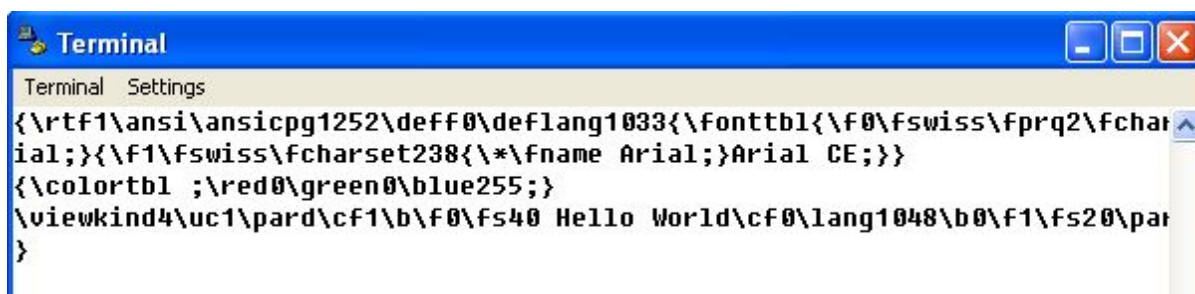 Terminal
Terminal Settings
{\rtf1\ansi\ansicpg1252\deff0\deflang1033{\fonttbl{\f0\fswiss\fprq2\fchar
ial;}{\f1\fswiss\fcharset238{\*\fname Arial;}Arial CE;}}
{\colortbl ;\red0\green0\blue255;}
\viewkind4\uc1\pard\cf1\b\f0\fs40 Hello World\cf0\lang1048\b0\f1\fs20\par
}